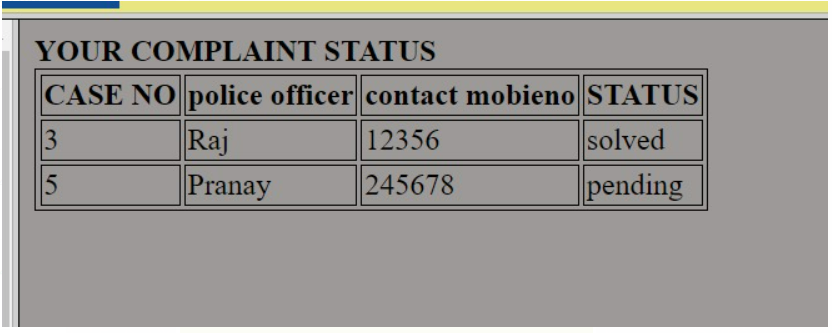 YOUR COMPLAINT STATUS
CASE NO police officer contact mobieno STATUS
3 Raj 12356 solved
5 Pranay 245678 pending